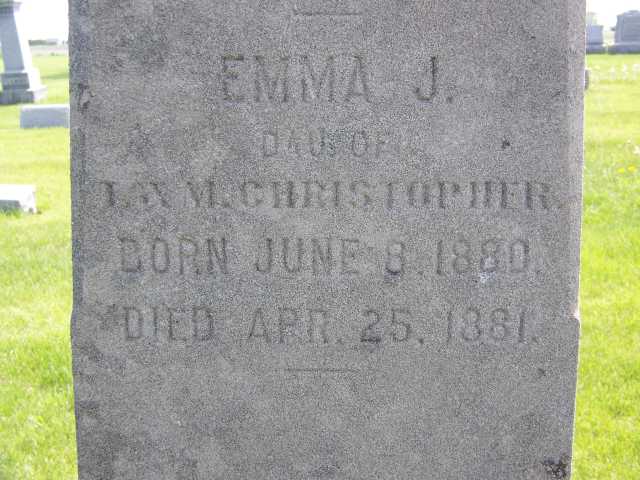 EMMA J.
DAU. OF
& M. CHRISTOPHER.
BORN JUNE 8, 1880.
DIED APR. 25, 1881.